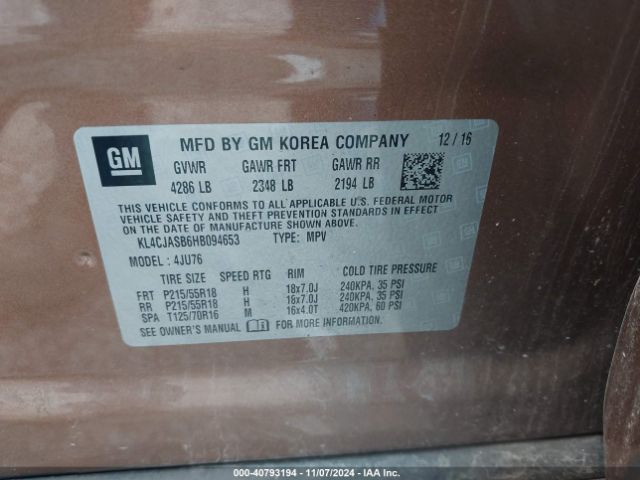 GM
MFD BY GM KOREA COMPANY 12/16
GVWR GAWR FRT GAWR RR
4286 LB 2348 LB 2194 LB
THIS VEHICLE CONFORMS TO ALL APPLICABLE U.S. FEDERAL MOTOR
VEHICLE SAFETY AND THEFT PREVENTION STANDARDS IN EFFECT
ON THE DATE OF MANUFACTURE SHOWN ABOVE.
KL4CJASB6HB094653 TYPE: MPV
MODEL: 4JU76
TIRE SIZE SPEED RTG RIM COLD TIRE PRESSURE
FRT P215/55R18 H 18x7.0J 240KPA, 35 PSI
RR P215/55R18 H 18x7.0J 240KPA, 35 PSI
SPA T125/70R16 M 16x4.0T 420KPA, 60 PSI
SEE OWNER'S MANUAL FOR MORE INFORMATION.
000-40793194 - 11/07/2024 - IAA Inc.